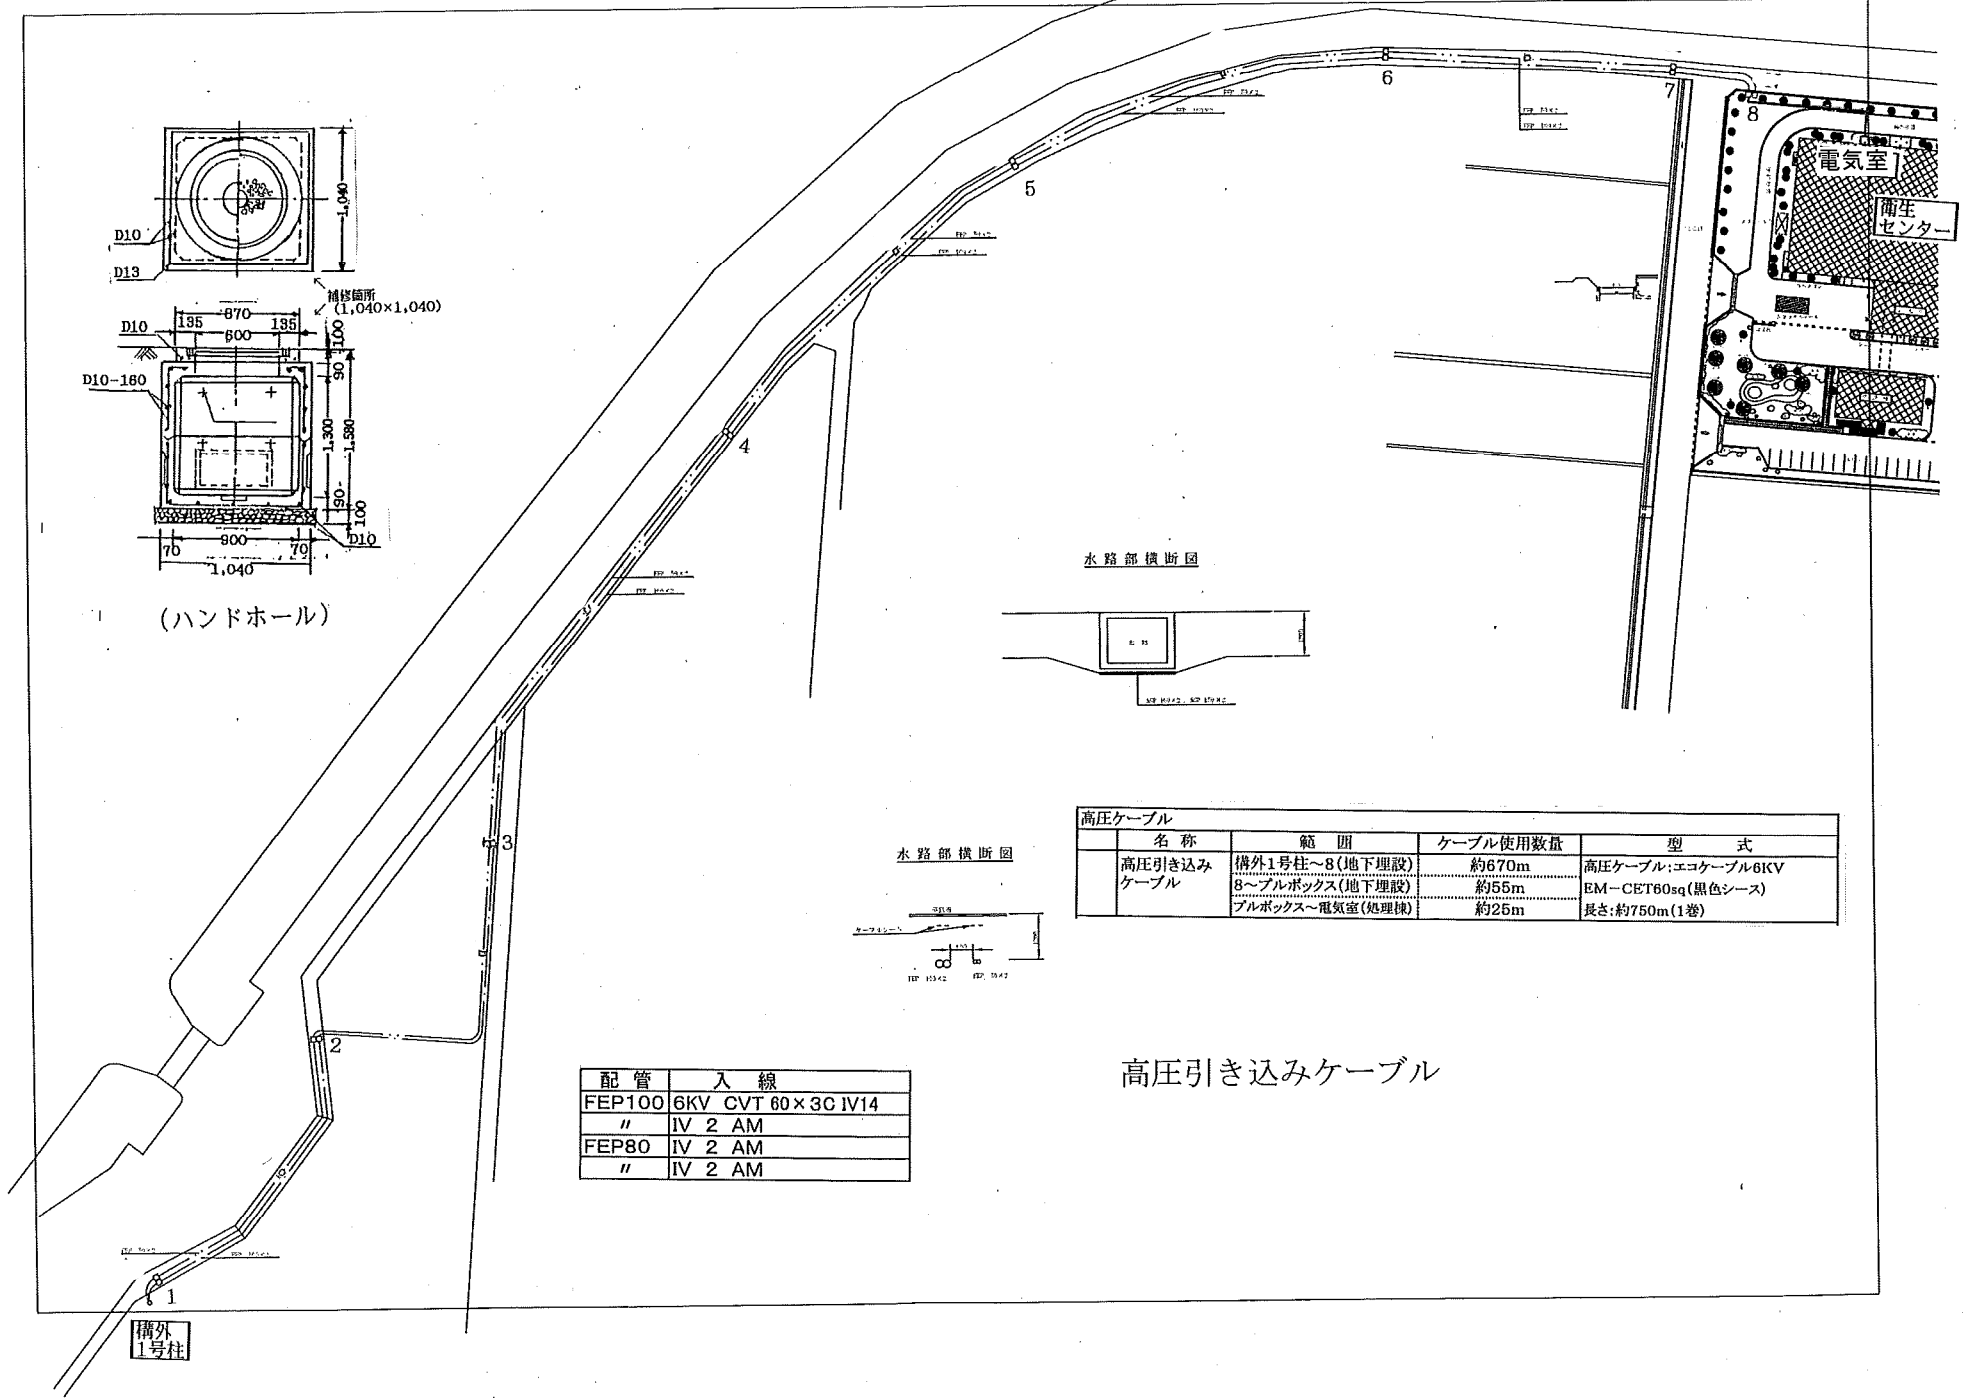 6
7
8
電気室
衛生
センター
5
1,040
D10
D13
補修箇所
(1,040×1,040)
870
D10
135
600
135
100
90
D10-160
1,300
1,580
90
100
70
900
70
D10
1,040
(ハンドホール)
4
水路部横断図
3
水路部横断図
高圧ケーブル
名称 範囲 ケーブル使用数量 型式
高圧引き込み
ケーブル
構外1号柱～8(地下埋設) 約670m 高圧ケーブル;エコケーブル6KV
8～プルボックス(地下埋設) 約55m EM-CET60sq(黒色シース)
プルボックス～電気室(処理棟) 約25m 長さ:約750m(1巻)
2
高圧引き込みケーブル
配管 入線
FEP100 6KV CVT 60×3C IV14
〃 IV 2 AM
FEP80 IV 2 AM
〃 IV 2 AM
1
構外
1号柱